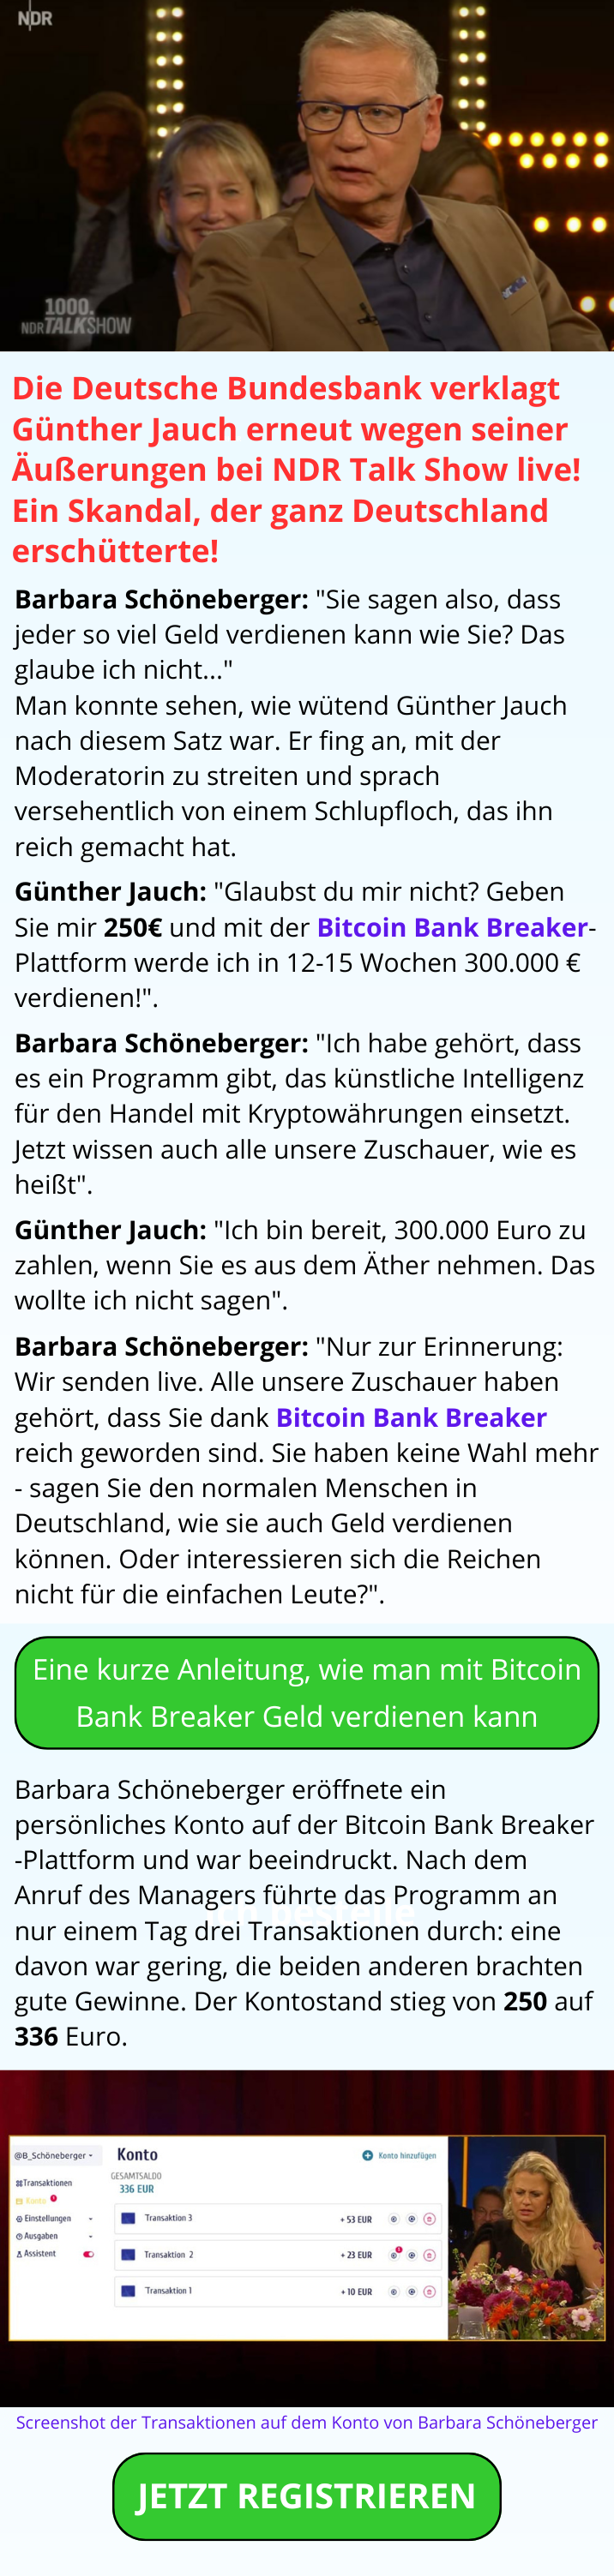 NDR
1000.
NDR TALKSHOW
Die Deutsche Bundesbank verklagt
Günther Jauch erneut wegen seiner
Äußerungen bei NDR Talk Show live!
Ein Skandal, der ganz Deutschland
erschütterte!
Barbara Schöneberger: "Sie sagen also, dass
jeder so viel Geld verdienen kann wie Sie? Das
glaube ich nicht..."
Man konnte sehen, wie wütend Günther Jauch
nach diesem Satz war. Er fing an, mit der
Moderatorin zu streiten und sprach
versehentlich von einem Schlupfloch, das ihn
reich gemacht hat.
Günther Jauch: "Glaubst du mir nicht? Geben
Sie mir 250€ und mit der Bitcoin Bank Breaker-
Plattform werde ich in 12-15 Wochen 300.000 €
verdienen!".
Barbara Schöneberger: "Ich habe gehört, dass
es ein Programm gibt, das künstliche Intelligenz
für den Handel mit Kryptowährungen einsetzt.
Jetzt wissen auch alle unsere Zuschauer, wie es
heißt".
Günther Jauch: "Ich bin bereit, 300.000 Euro zu
zahlen, wenn Sie es aus dem Äther nehmen. Das
wollte ich nicht sagen".
Barbara Schöneberger: "Nur zur Erinnerung:
Wir senden live. Alle unsere Zuschauer haben
gehört, dass Sie dank Bitcoin Bank Breaker
reich geworden sind. Sie haben keine Wahl mehr
- sagen Sie den normalen Menschen in
Deutschland, wie sie auch Geld verdienen
können. Oder interessieren sich die Reichen
nicht für die einfachen Leute?".
Eine kurze Anleitung, wie man mit Bitcoin
Bank Breaker Geld verdienen kann
Barbara Schöneberger eröffnete ein
persönliches Konto auf der Bitcoin Bank Breaker
-Plattform und war beeindruckt. Nach dem
Anruf des Managers führte das Programm an
nur einem Tag drei Transaktionen durch: eine
davon war gering, die beiden anderen brachten
gute Gewinne. Der Kontostand stieg von 250 auf
336 Euro.
@B_Schöneberger
Transaktionen
Konto
Einstellungen
Ausgaben
Assistent
Konto
Konto hinzufügen
GESAMTSALDO
336 EUR
Transaktion 3 + 53 EUR
Transaktion 2 + 23 EUR
Transaktion 1 + 10 EUR
Screenshot der Transaktionen auf dem Konto von Barbara Schöneberger
JETZT REGISTRIEREN